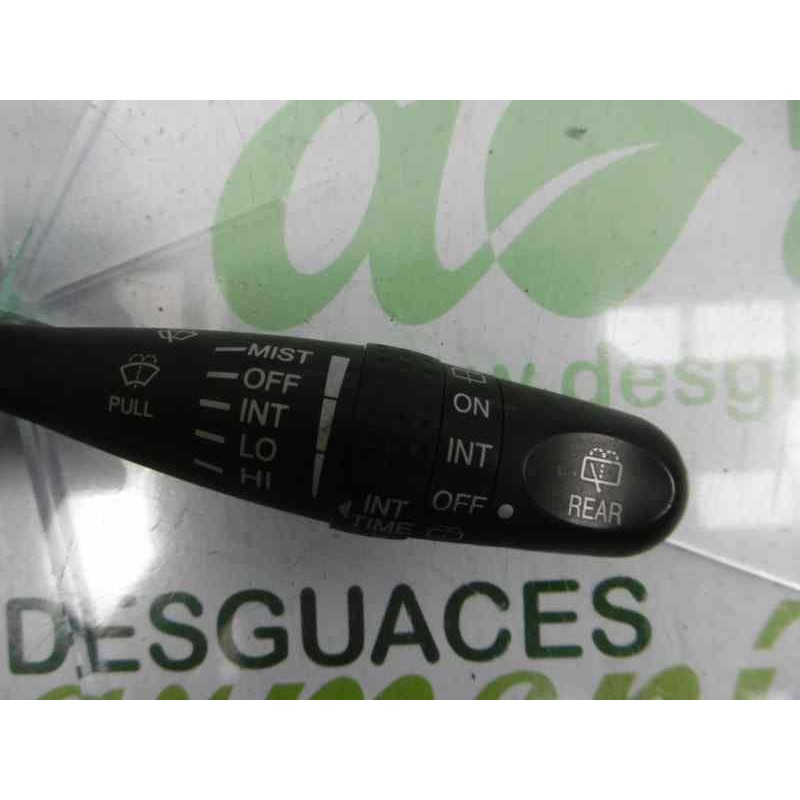 MIST
OFF
INT
LO
HI
PULL
INT
TIME
ON
INT
OFF
REAR
DESGUACES